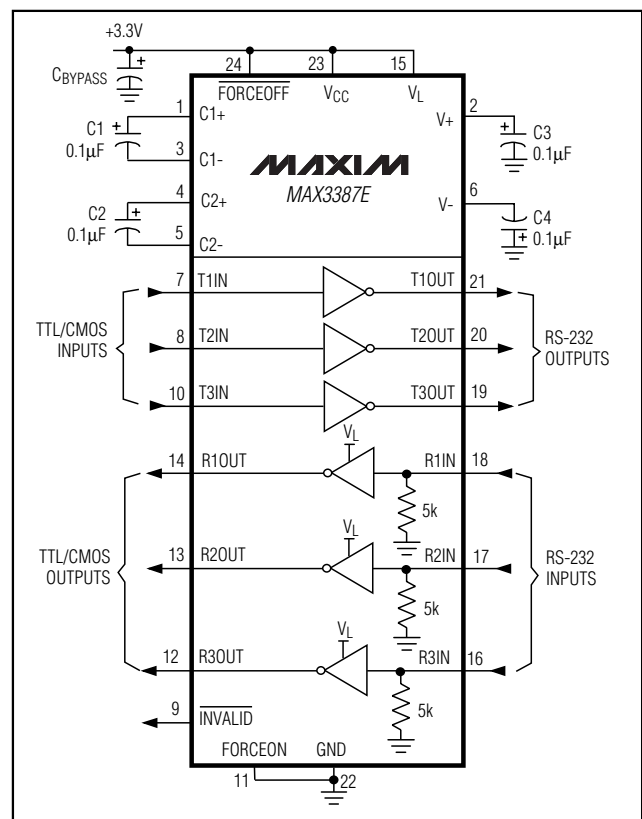 +3.3V
CBYPASS
+
24
23
15
FORCEOFF
VCC
VL
1
C1+
V+
2
C1
+
0.1µF
+
C3
0.1µF
3
C1-
MAXIM
MAX3387E
4
C2+
V-
6
C2
+
0.1µF
C4
+
0.1µF
5
C2-
7
T1IN
T1OUT
21
TTL/CMOS
INPUTS
8
T2IN
T2OUT
20
RS-232
OUTPUTS
10
T3IN
T3OUT
19
VL
14
R1OUT
R1IN
18
5k
VL
TTL/CMOS
OUTPUTS
13
R2OUT
R2IN
17
RS-232
INPUTS
5k
VL
12
R3OUT
R3IN
16
5k
9
INVALID
FORCEON
GND
11
22